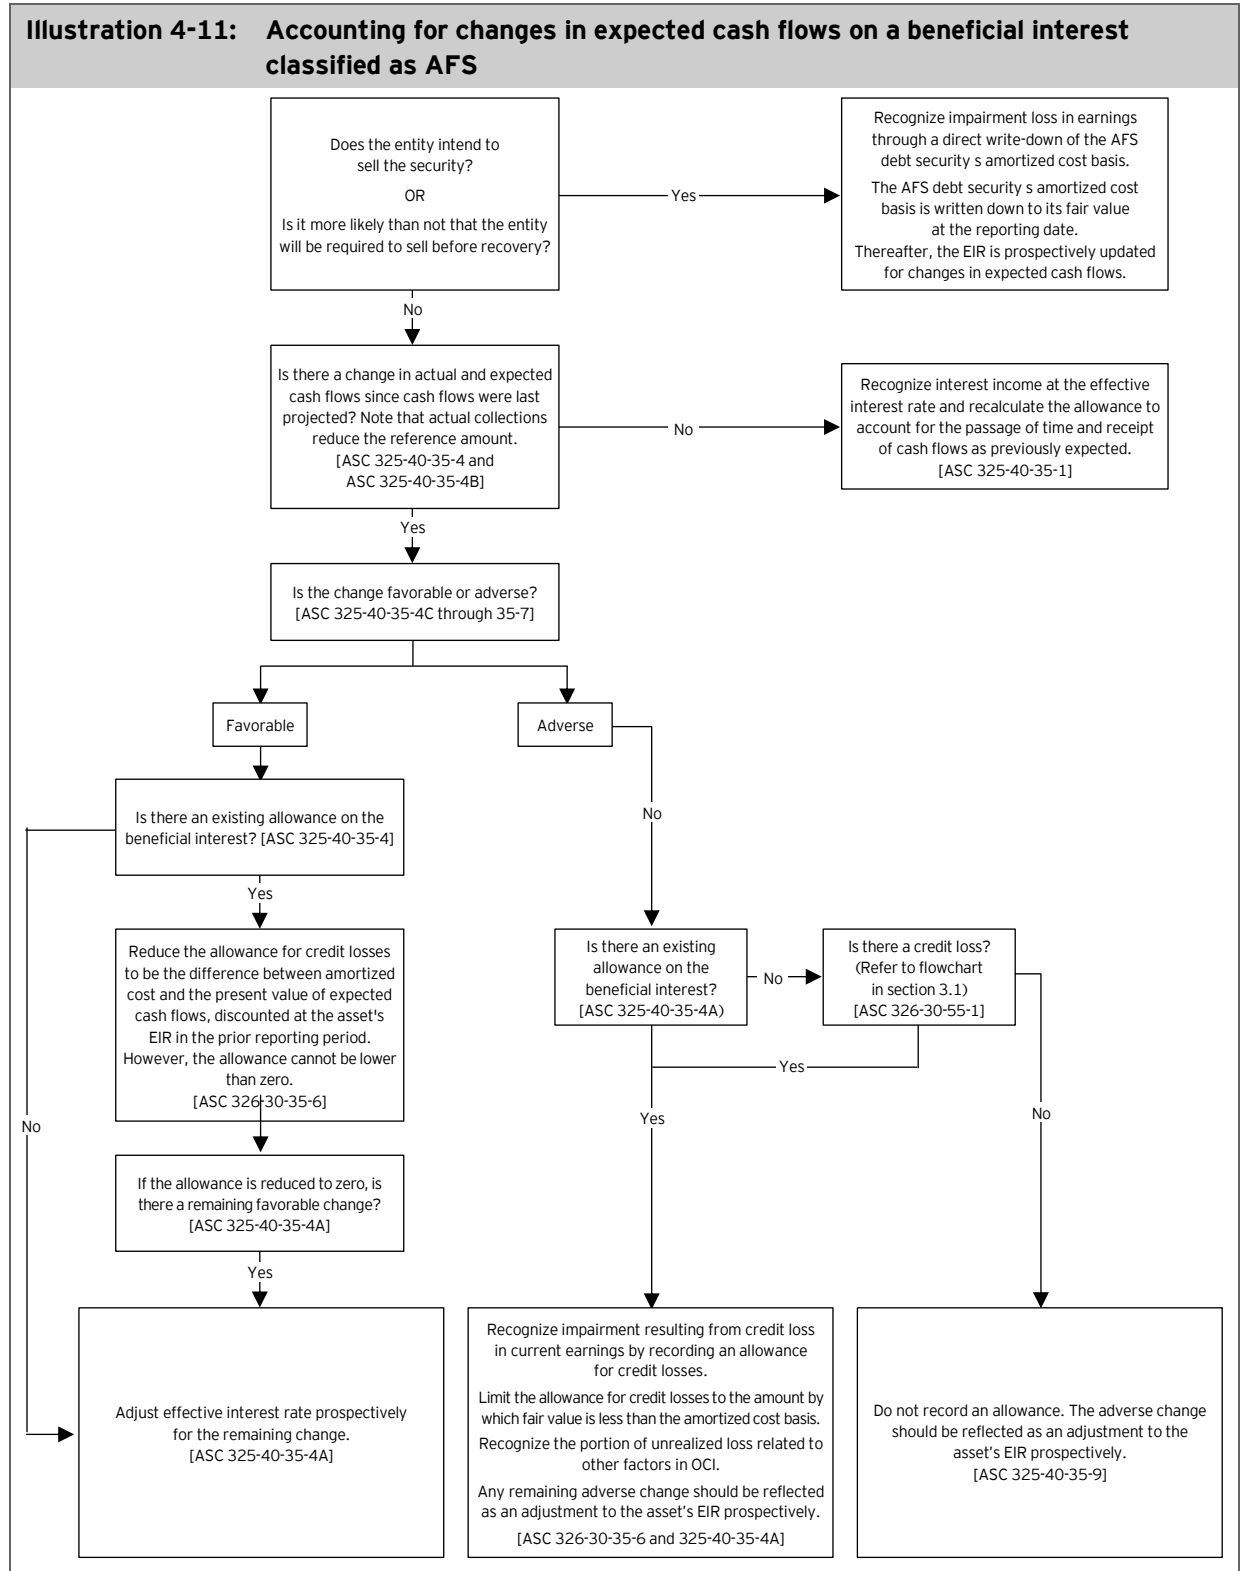 Illustration 4-11: Accounting for changes in expected cash flows on a beneficial interest
classified as AFS
Does the entity intend to
sell the security?
OR
Is it more likely than not that the entity
will be required to sell before recovery?
Yes
Recognize impairment loss in earnings
through a direct write-down of the AFS
debt security s amortized cost basis.
The AFS debt security s amortized cost
basis is written down to its fair value
at the reporting date.
Thereafter, the EIR is prospectively updated
for changes in expected cash flows.
No
Is there a change in actual and expected
cash flows since cash flows were last
projected? Note that actual collections
reduce the reference amount.
[ASC 325-40-35-4 and
ASC 325-40-35-4B]
No
Recognize interest income at the effective
interest rate and recalculate the allowance to
account for the passage of time and receipt
of cash flows as previously expected.
[ASC 325-40-35-1]
Yes
Is the change favorable or adverse?
[ASC 325-40-35-4C through 35-7]
Favorable
Adverse
Is there an existing allowance on the
beneficial interest? [ASC 325-40-35-4]
No
Yes
Reduce the allowance for credit losses
to be the difference between amortized
cost and the present value of expected
cash flows, discounted at the asset's
EIR in the prior reporting period.
However, the allowance cannot be lower
than zero.
[ASC 326-30-35-6]
Is there an existing
allowance on the
beneficial interest?
[ASC 325-40-35-4A)
No
Is there a credit loss?
(Refer to flowchart
in section 3.1)
[ASC 326-30-55-1]
Yes
No
Yes
No
If the allowance is reduced to zero, is
there a remaining favorable change?
[ASC 325-40-35-4A]
Yes
Adjust effective interest rate prospectively
for the remaining change.
[ASC 325-40-35-4A]
Recognize impairment resulting from credit loss
in current earnings by recording an allowance
for credit losses.
Limit the allowance for credit losses to the amount by
which fair value is less than the amortized cost basis.
Recognize the portion of unrealized loss related to
other factors in OCI.
Any remaining adverse change should be reflected
as an adjustment to the asset’s EIR prospectively.
[ASC 326-30-35-6 and 325-40-35-4A]
Do not record an allowance. The adverse change
should be reflected as an adjustment to the
asset’s EIR prospectively.
[ASC 325-40-35-9]